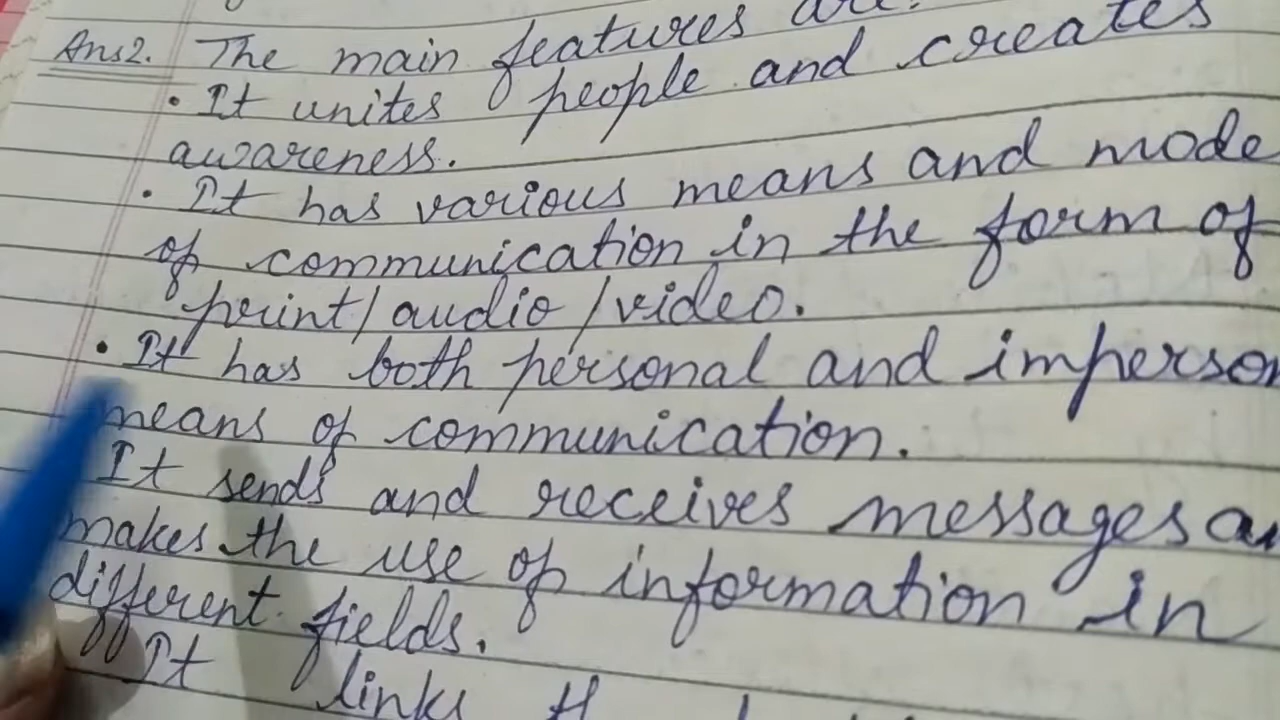 Ans2. The main features are:
• It unites people and creates
awareness.
• It has various means and mode
of communication in the form of
print/audio/video.
• It has both personal and imperson
means of communication.
It sends and receives messages a
makes the use of information in
different fields.
It links